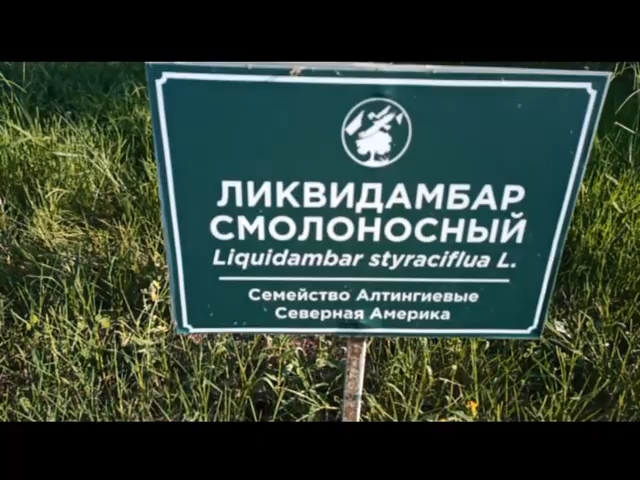 ЛИКВИДАМБАР
СМОЛОНОСНЫЙ
Liquidambar styraciflua L.
Семейство Алтингиевые
Северная Америка